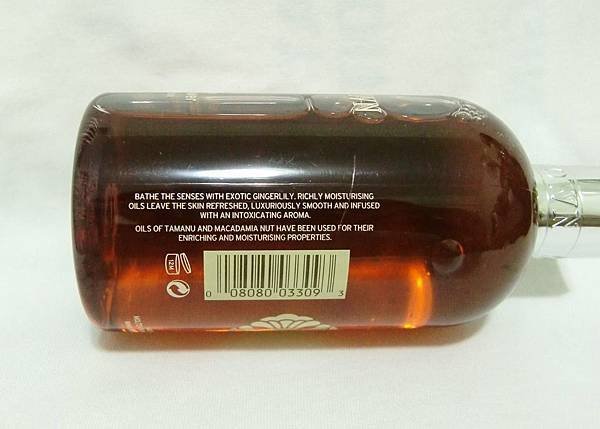 BATHE THE SENSES WITH EXOTIC GINGERLILY. RICHLY MOISTURISING
OILS LEAVE THE SKIN REFRESHED, LUXURIOUSLY SMOOTH AND INFUSED
WITH AN INTOXICATING AROMA.
OILS OF TAMANU AND MACADAMIA NUT HAVE BEEN USED FOR THEIR
ENRICHING AND MOISTURISING PROPERTIES.
12M
0 08080 03309 3